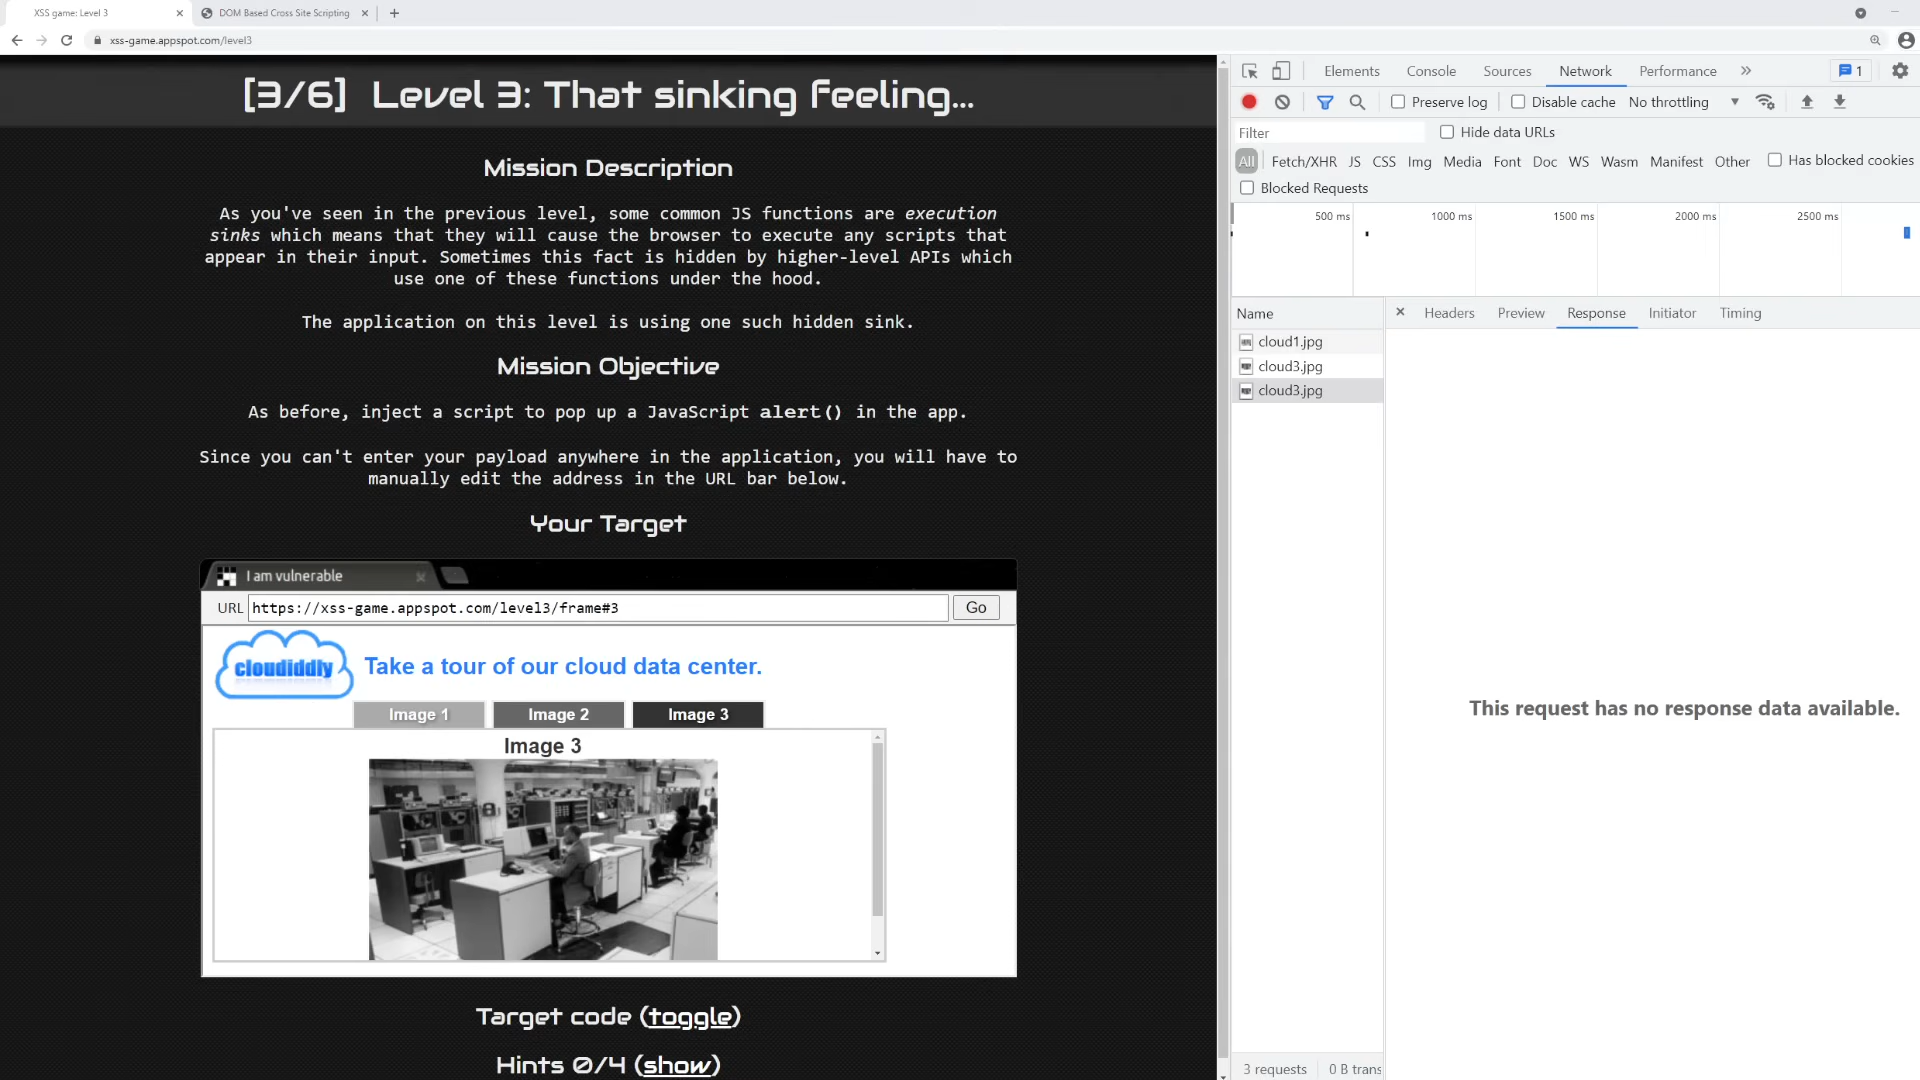 XSS game: Level 3
DOM Based Cross Site Scripting
xss-game.appspot.com/level3
[3/6] Level 3: That sinking feeling...
Mission Description
As you've seen in the previous level, some common JS functions are execution
sinks which means that they will cause the browser to execute any scripts that
appear in their input. Sometimes this fact is hidden by higher-level APIs which
use one of these functions under the hood.
The application on this level is using one such hidden sink.
Mission Objective
As before, inject a script to pop up a JavaScript alert() in the app.
Since you can't enter your payload anywhere in the application, you will have to
manually edit the address in the URL bar below.
Your Target
I am vulnerable
URL https://xss-game.appspot.com/level3/frame#3 Go
cloudiddly
Take a tour of our cloud data center.
Image 1 Image 2 Image 3
Image 3
Target code (toggle)
Hints 0/4 (show)
Elements Console Sources Network Performance 1
Preserve log Disable cache No throttling
Filter Hide data URLs
All Fetch/XHR JS CSS Img Media Font Doc WS Wasm Manifest Other Has blocked cookies
Blocked Requests
500 ms 1000 ms 1500 ms 2000 ms 2500 ms
Name Headers Preview Response Initiator Timing
cloud1.jpg
cloud3.jpg
cloud3.jpg
This request has no response data available.
3 requests 0 B trans